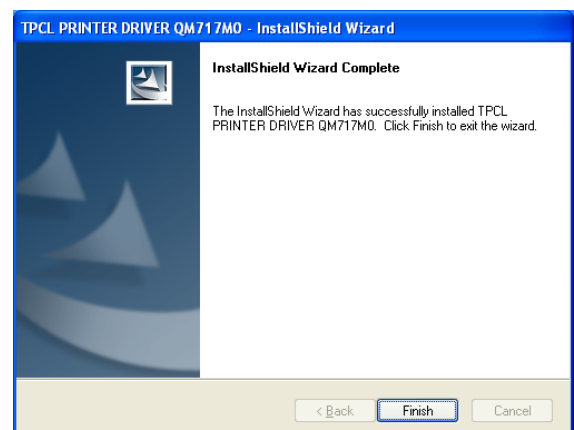 TPCL PRINTER DRIVER QM717M0 - InstallShield Wizard
InstallShield Wizard Complete
The InstallShield Wizard has successfully installed TPCL
PRINTER DRIVER QM717M0. Click Finish to exit the wizard.
< Back Finish Cancel